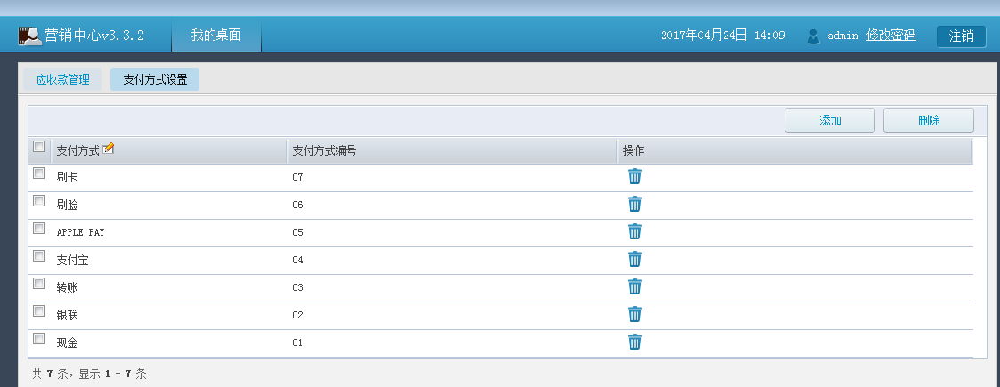 营销中心v3.3.2 我的桌面 2017年04月24日 14:09 admin 修改密码 注销
应收款管理 支付方式设置
添加 删除
支付方式 支付方式编号 操作
刷卡 07
刷脸 06
APPLE PAY 05
支付宝 04
转账 03
银联 02
现金 01
共 7 条，显示 1 - 7 条